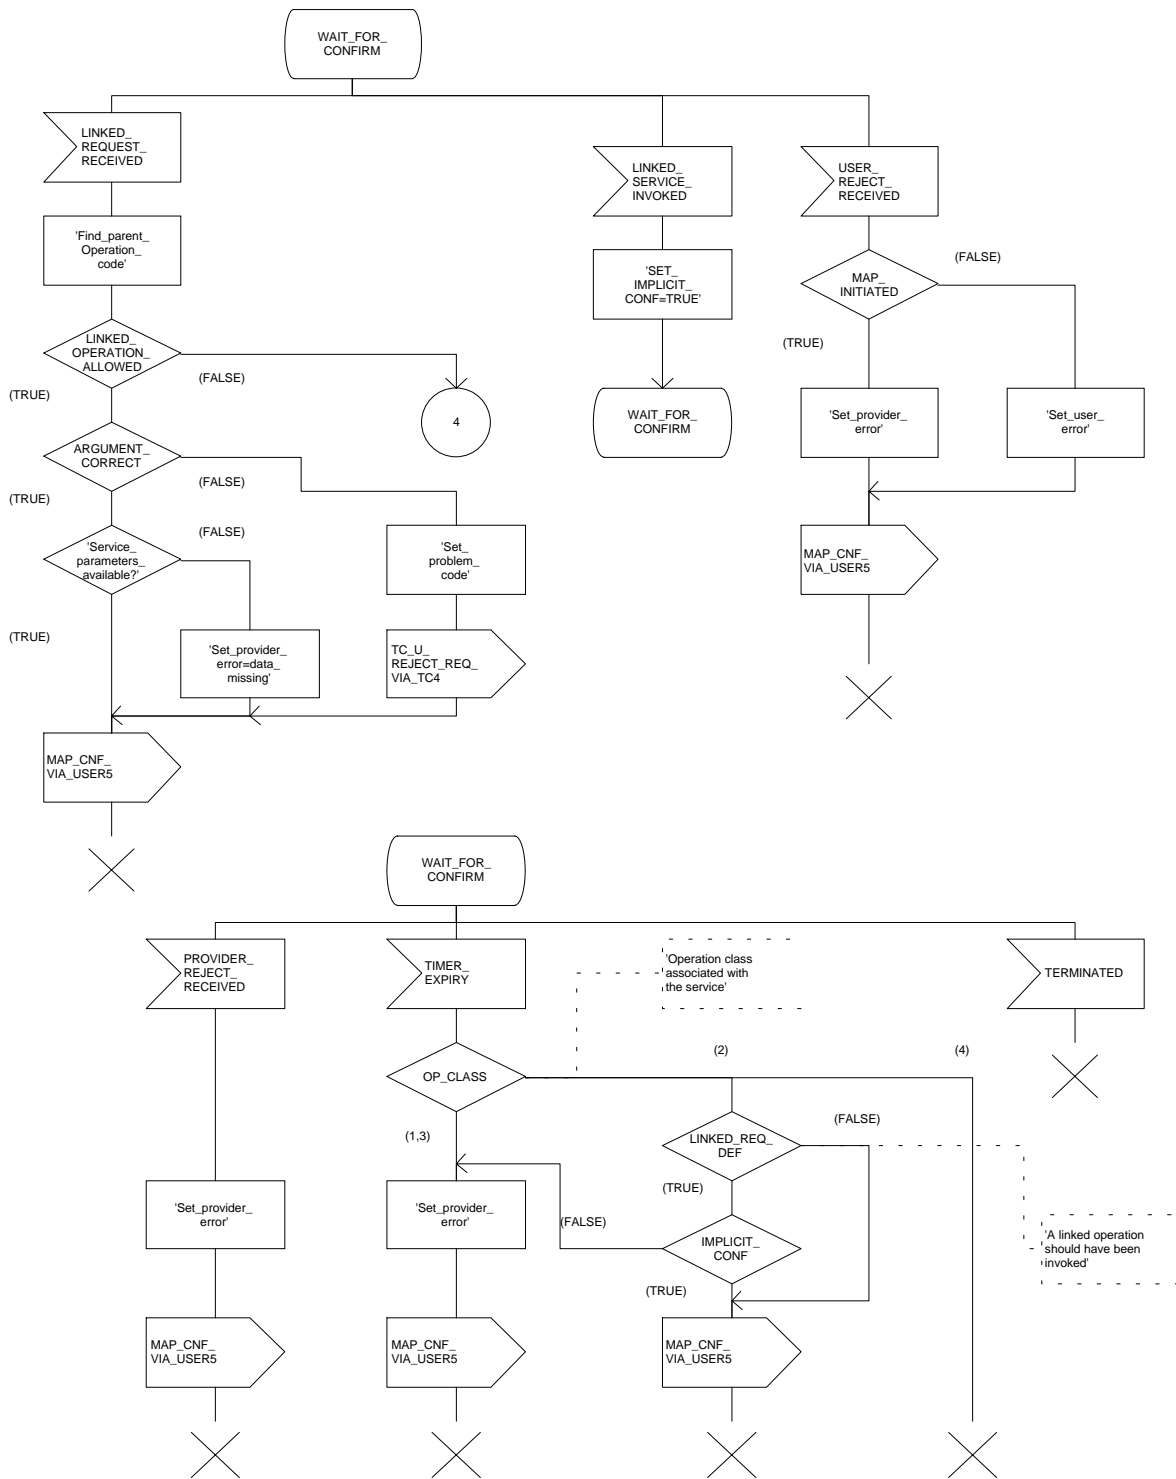 WAIT_FOR_
CONFIRM
LINKED_
REQUEST_
RECEIVED
LINKED_
SERVICE_
INVOKED
USER_
REJECT_
RECEIVED
'Find_parent_
Operation_
code'
'SET_
IMPLICIT_
CONF=TRUE'
MAP_
INITIATED
(FALSE)
(TRUE)
LINKED_
OPERATION_
ALLOWED
(TRUE)
(FALSE)
4
WAIT_FOR_
CONFIRM
'Set_provider_
error'
'Set_user_
error'
ARGUMENT_
CORRECT
(TRUE)
(FALSE)
'Service_
parameters_
available?'
(FALSE)
(TRUE)
'Set_
problem_
code'
MAP_CNF_
VIA_USER5
'Set_provider_
error=data_
missing'
TC_U_
REJECT_REQ_
VIA_TC4
MAP_CNF_
VIA_USER5
WAIT_FOR_
CONFIRM
PROVIDER_
REJECT_
RECEIVED
TIMER_
EXPIRY
'Operation class
associated with
the service'
TERMINATED
OP_CLASS
(2)
(4)
(1,3)
LINKED_REQ_
DEF
(FALSE)
(TRUE)
'Set_provider_
error'
'Set_provider_
error'
(FALSE)
IMPLICIT_
CONF
(TRUE)
'A linked operation
should have been
invoked'
MAP_CNF_
VIA_USER5
MAP_CNF_
VIA_USER5
MAP_CNF_
VIA_USER5